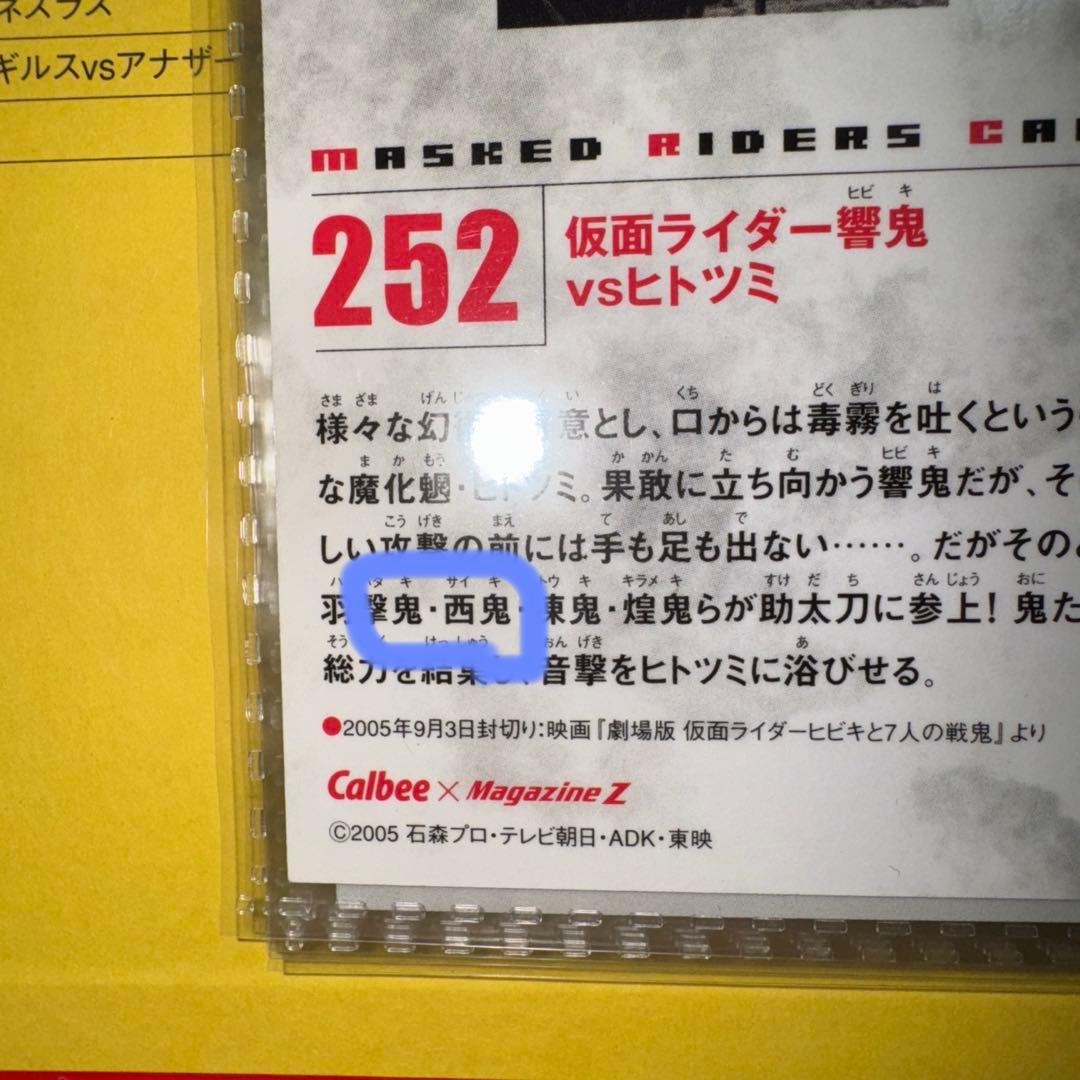 ネスラス
ギルスvsアナザー
MASKED RIDERS CA
252
ヒビ キ
仮面ライダー響鬼
vsヒトツミ
さま ざま くち どく ぎり は
様々な幻 意とし、口からは毒霧を吐くという
ま か もう か かん た む ヒビ キ
な魔化魍・ヒトツミ。果敢に立ち向かう響鬼だが、そ
こう げき まえ て あし で
しい攻撃の前には手も足も出ない……。だがそのと
サイ キ トウ キ キラメ キ すけ だ ち さん じょう おに
羽撃鬼・西鬼・凍鬼・煌鬼らが助太刀に参上! 鬼た
けっ しゅう おん げき あ
総力を結集し、音撃をヒトツミに浴びせる。
●2005年9月3日封切り:映画『劇場版 仮面ライダーヒビキと7人の戦鬼』より
Calbee × Magazine Z
©2005 石森プロ・テレビ朝日・ADK・東映